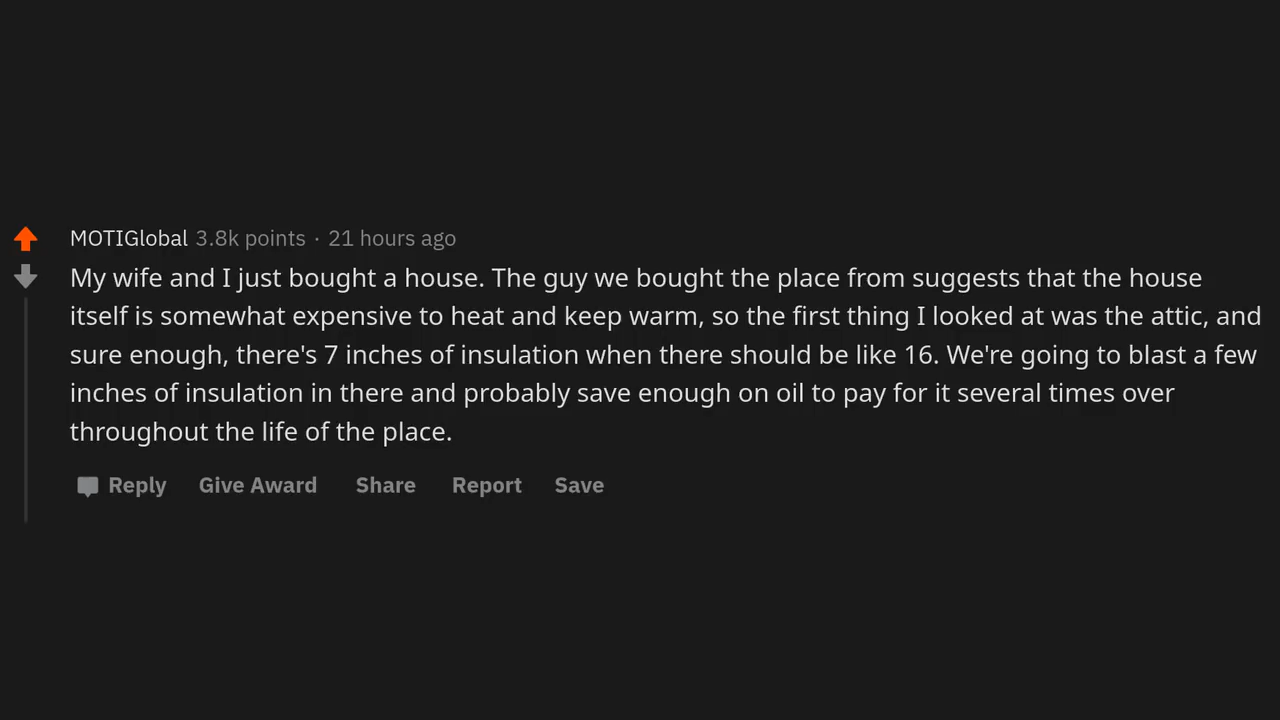 MOTIGlobal 3.8k points · 21 hours ago
My wife and I just bought a house. The guy we bought the place from suggests that the house
itself is somewhat expensive to heat and keep warm, so the first thing I looked at was the attic, and
sure enough, there's 7 inches of insulation when there should be like 16. We're going to blast a few
inches of insulation in there and probably save enough on oil to pay for it several times over
throughout the life of the place.
Reply Give Award Share Report Save